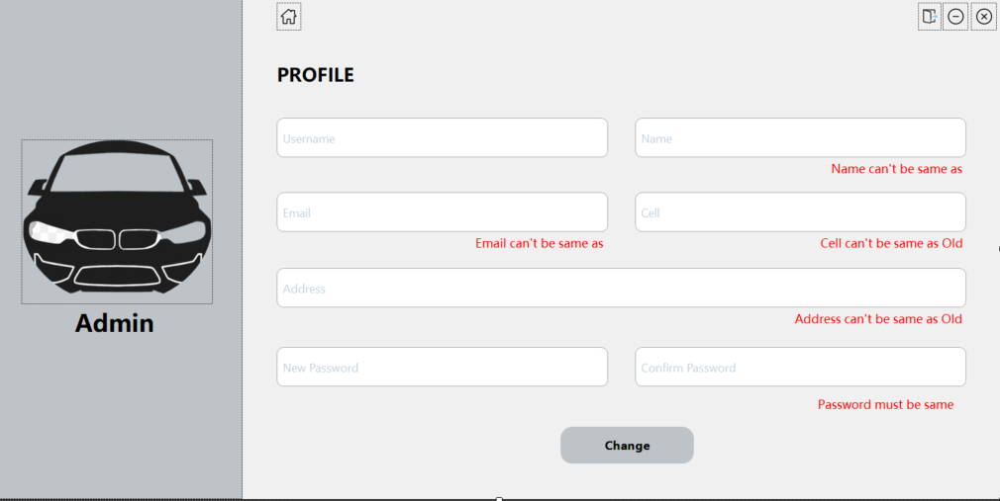 PROFILE
Username
Name
Name can't be same as
Email
Cell
Email can't be same as
Cell can't be same as Old
Address
Admin
Address can't be same as Old
New Password
Confirm Password
Password must be same
Change